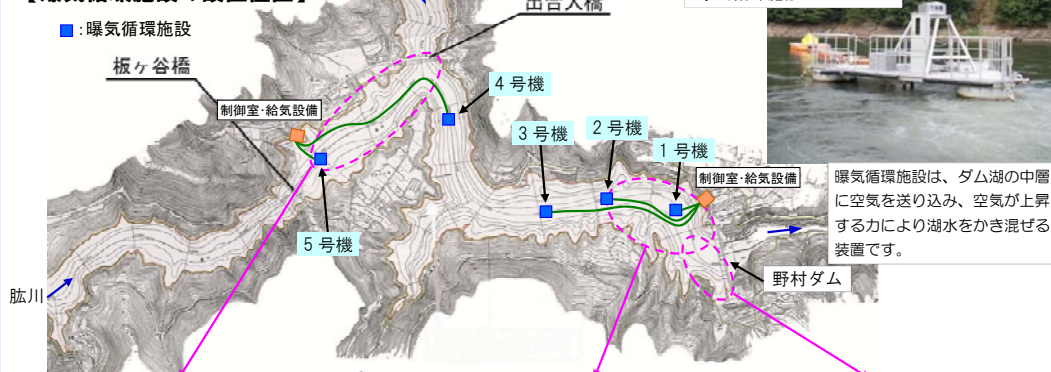 :曝気循環施設
板ヶ谷橋
制御室･給気設備
4 号機
3 号機
2 号機
1 号機
制御室･給気設備
曝気循環施設は、ダム湖の中層
に空気を送り込み、空気が上昇
する力により湖水をかき混ぜる
装置です。
5 号機
野村ダム
肱川